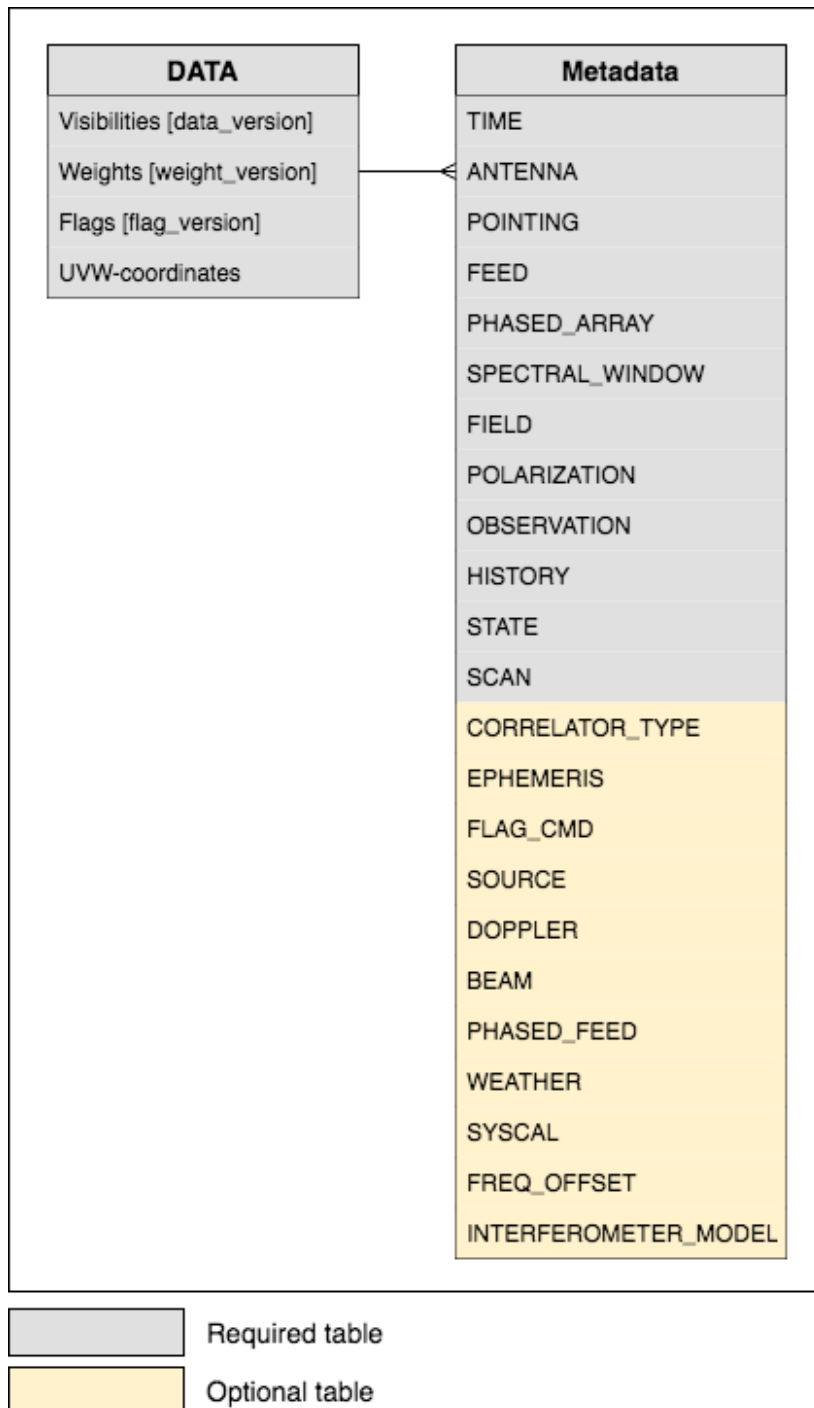 DATA
Visibilities [data_version]
Weights [weight_version]
Flags [flag_version]
UVW-coordinates
Metadata
TIME
ANTENNA
POINTING
FEED
PHASED_ARRAY
SPECTRAL_WINDOW
FIELD
POLARIZATION
OBSERVATION
HISTORY
STATE
SCAN
CORRELATOR_TYPE
EPHEMERIS
FLAG_CMD
SOURCE
DOPPLER
BEAM
PHASED_FEED
WEATHER
SYSCAL
FREQ_OFFSET
INTERFEROMETER_MODEL
Required table
Optional table